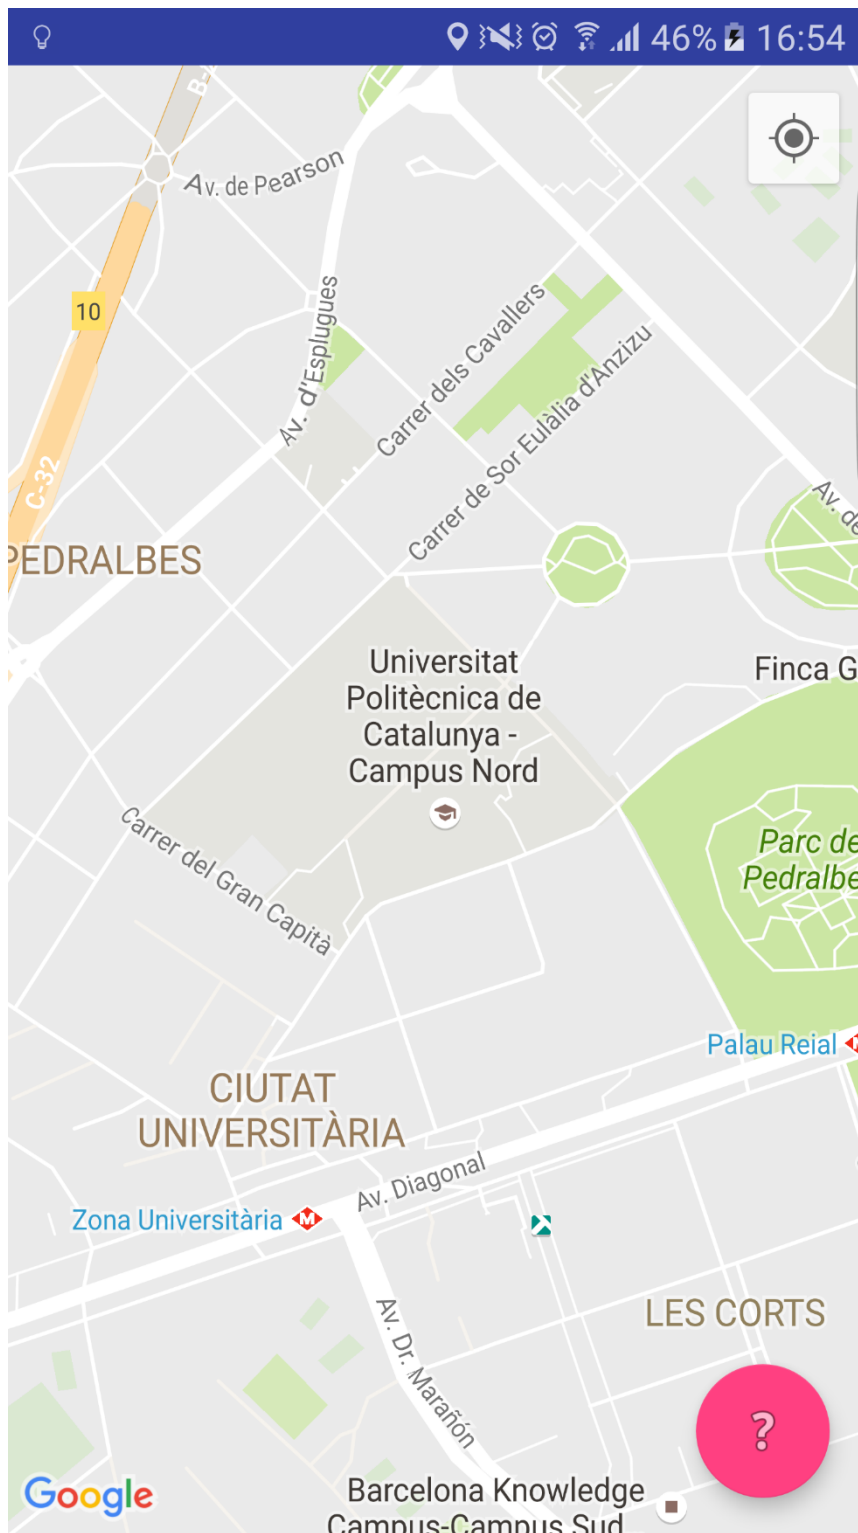 46% 16:54
B-
Av. de Pearson
10
Av. d'Esplugues
Carrer dels Cavallers
Carrer de Sor Eulàlia d'Anzizu
C-32
Av. de
PEDRALBES
Universitat
Politècnica de
Catalunya -
Campus Nord
Finca G
Carrer del Gran Capità
Parc de
Pedralbe
Palau Reial
CIUTAT
UNIVERSITÀRIA
Av. Diagonal
Zona Universitària M
LES CORTS
Av. Dr. Marañón
?
Google
Barcelona Knowledge
Campus-Campus Sud